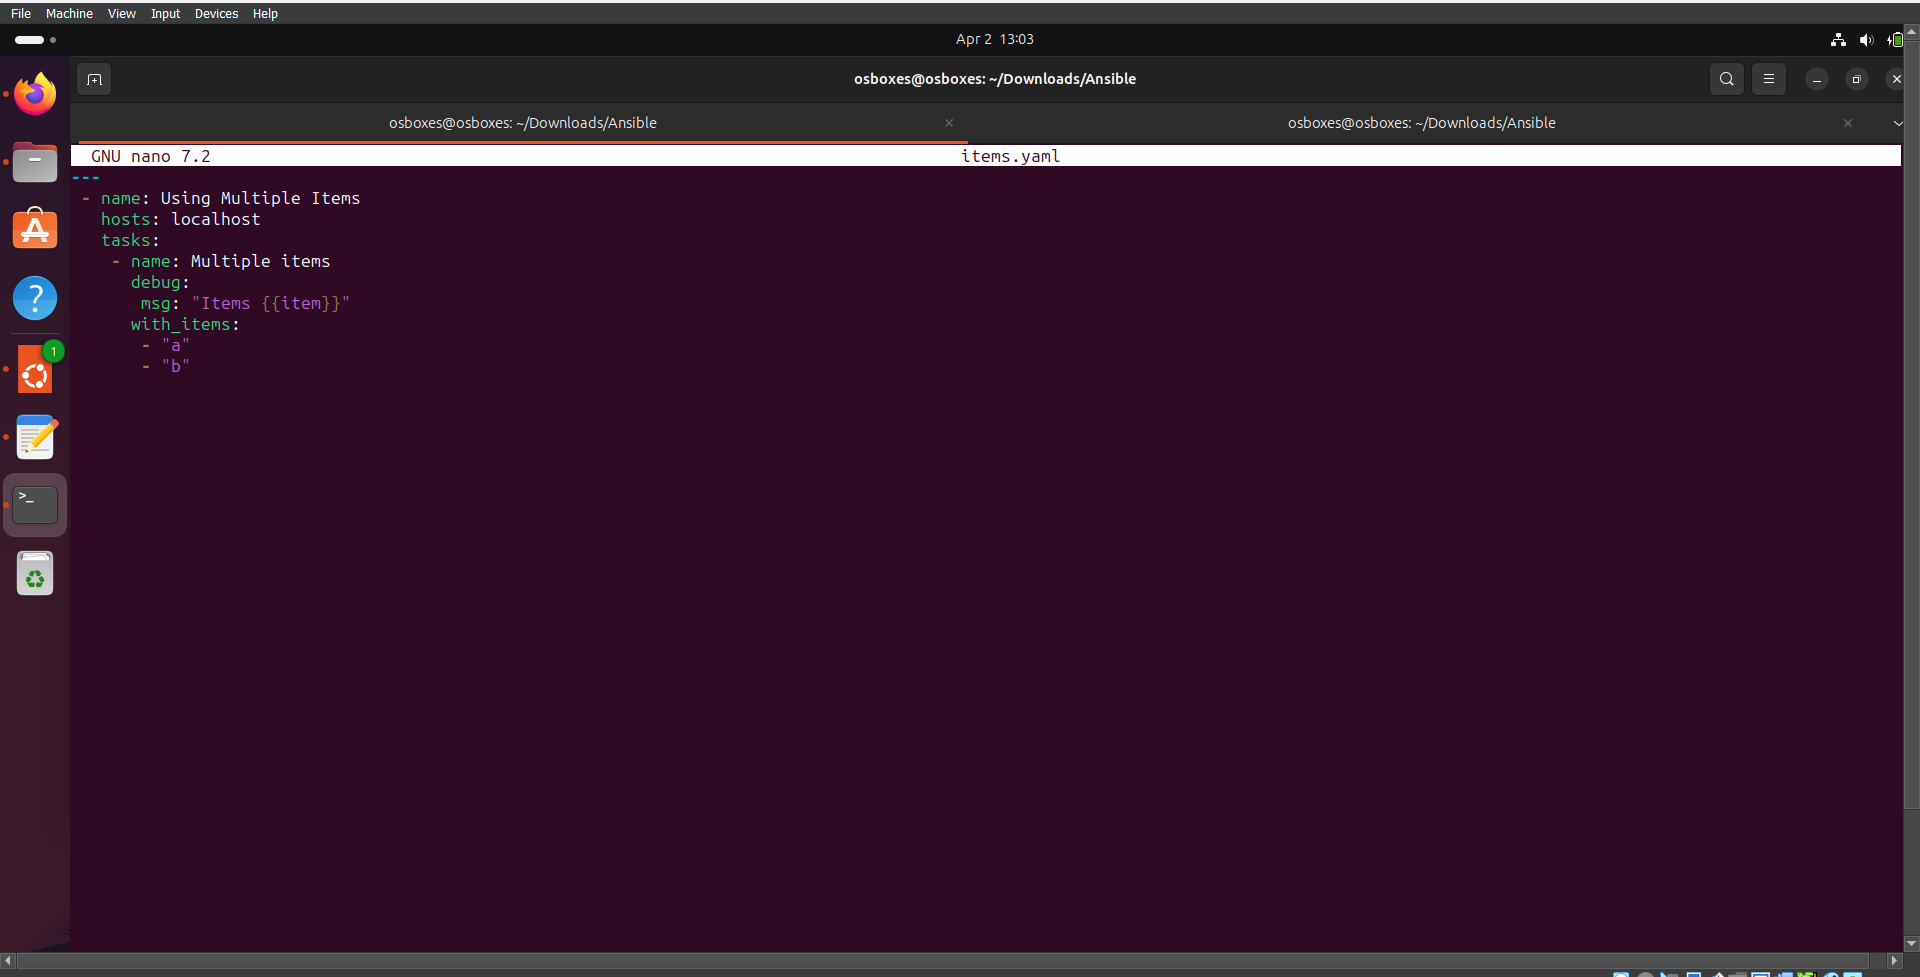 File Machine View Input Devices Help
Apr 2 13:03
osboxes@osboxes: ~/Downloads/Ansible
osboxes@osboxes: ~/Downloads/Ansible
osboxes@osboxes: ~/Downloads/Ansible
GNU nano 7.2 items.yaml
---
- name: Using Multiple Items
hosts: localhost
tasks:
- name: Multiple items
debug:
msg: "Items {{item}}"
with_items:
- "a"
- "b"
1
>_